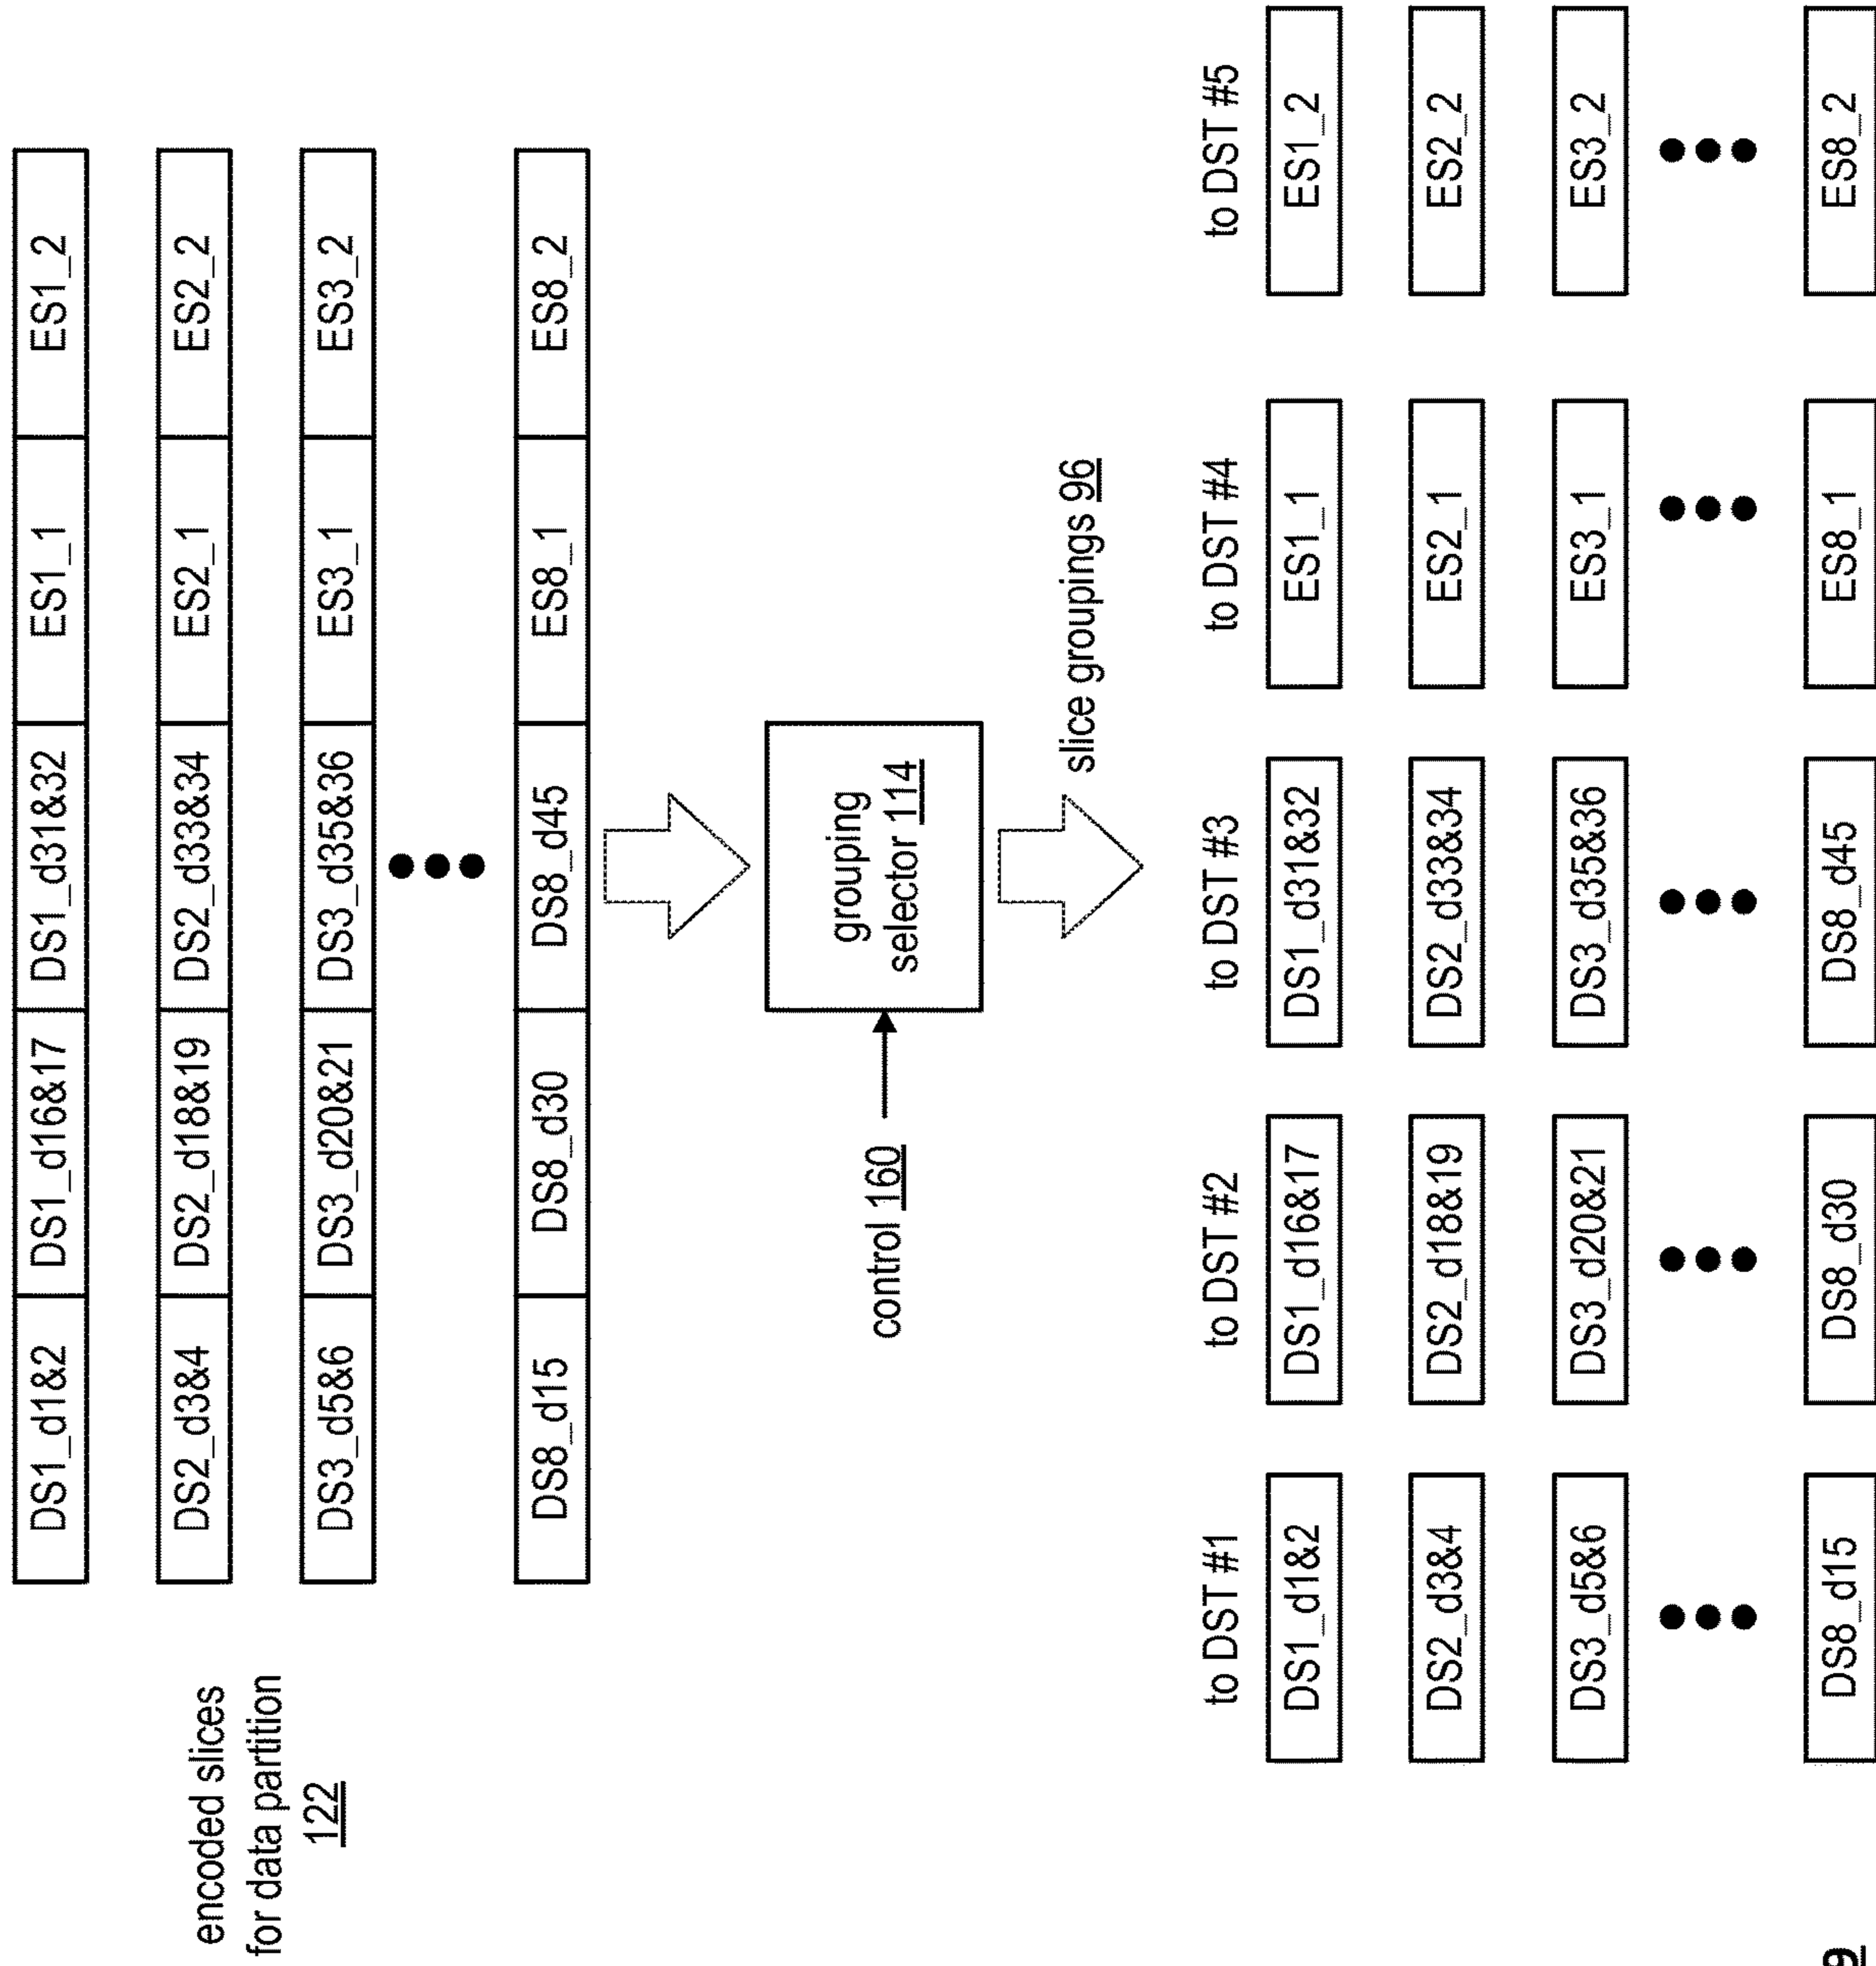 encoded slices
for data partition
122
DS1_d1&2 DS1_d16&17 DS1_d31&32 ES1_1 ES1_2
DS2_d3&4 DS2_d18&19 DS2_d33&34 ES2_1 ES2_2
DS3_d5&6 DS3_d20&21 DS3_d35&36 ES3_1 ES3_2
DS8_d15 DS8_d30 DS8_d45 ES8_1 ES8_2
control 160
grouping
selector 114
slice groupings 96
to DST #1 to DST #2 to DST #3 to DST #4 to DST #5
DS1_d1&2 DS1_d16&17 DS1_d31&32 ES1_1 ES1_2
DS2_d3&4 DS2_d18&19 DS2_d33&34 ES2_1 ES2_2
DS3_d5&6 DS3_d20&21 DS3_d35&36 ES3_1 ES3_2
DS8_d15 DS8_d30 DS8_d45 ES8_1 ES8_2